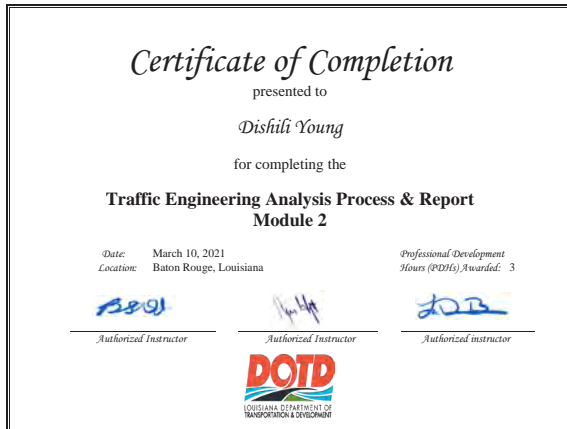 Certificate of Completion
presented to
Dishili Young
for completing the
Traffic Engineering Analysis Process & Report
Module 2
Date: March 10, 2021
Location: Baton Rouge, Louisiana
Professional Development
Hours (PDHs) Awarded: 3
Authorized Instructor
Authorized Instructor
Authorized instructor
DOTD
LOUISIANA DEPARTMENT OF
TRANSPORTATION & DEVELOPMENT